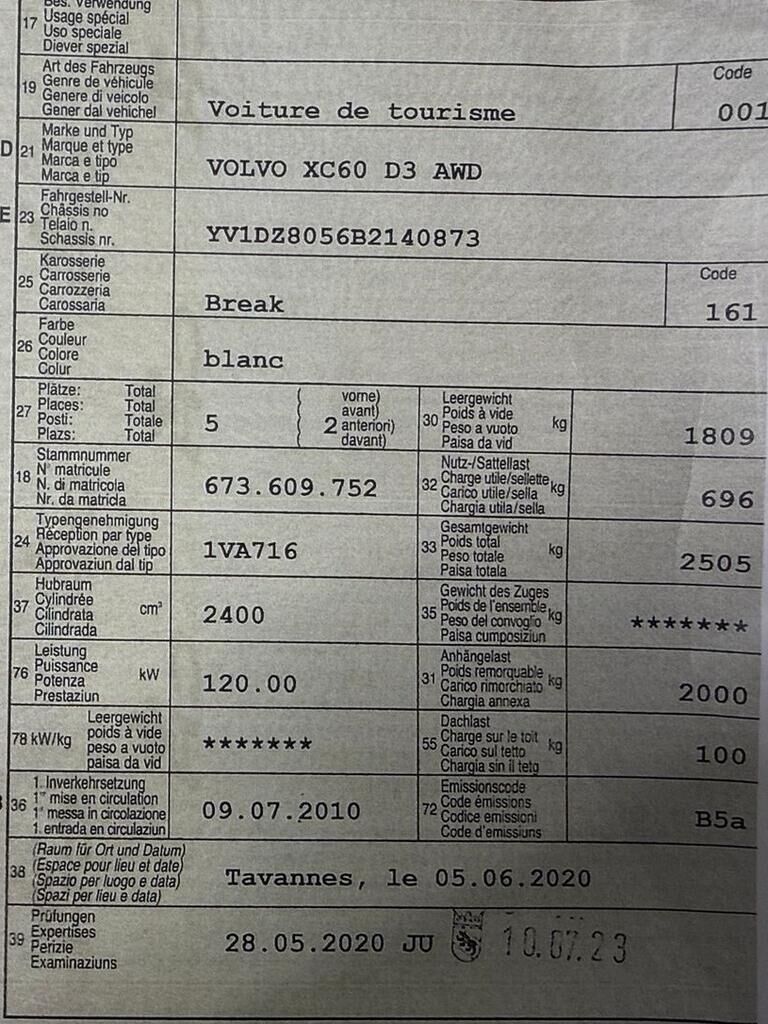 Bes. Verwendung
17 Usage spécial
Uso speciale
Diever spezial
19 Art des Fahrzeugs
Genre de véhicule
Genere di veicolo
Gener dal vehichel
Voiture de tourisme
Code
001
D 21 Marke und Typ
Marque et type
Marca e tipo
Marca e tip
VOLVO XC60 D3 AWD
E 23 Fahrgestell-Nr.
Châssis no
Telaio n.
Schassis nr.
YV1DZ8056B2140873
25 Karosserie
Carrosserie
Carrozzeria
Carossaria
Break
Code
161
26 Farbe
Couleur
Colore
Colur
blanc
27 Plätze: Total
Places: Total
Posti: Totale
Plazs: Total
5
( vorne)
( avant)
( 2 anteriori)
( davant)
30 Leergewicht
Poids à vide
Peso a vuoto
Paisa da vid
kg
1809
18 Stammnummer
N° matricule
N. di matricola
Nr. da matricla
673.609.752
32 Nutz-/Sattellast
Charge utile/sellette
Carico utile/sella
Chargia utila/sella
kg
696
24 Typengenehmigung
Réception par type
Approvazione del tipo
Approvaziun dal tip
1VA716
33 Gesamtgewicht
Poids total
Peso totale
Paisa totala
kg
2505
37 Hubraum
Cylindrée
Cilindrata
Cilindrada
cm³
2400
35 Gewicht des Zuges
Poids de l'ensemble
Peso del convoglio
Paisa cumposiziun
kg
*******
76 Leistung
Puissance
Potenza
Prestaziun
kW
120.00
31 Anhängelast
Poids remorquable
Carico rimorchiato
Chargia annexa
kg
2000
78 kW/kg
Leergewicht
poids à vide
peso a vuoto
paisa da vid
*******
55 Dachlast
Charge sur le toit
Carico sul tetto
Chargia sin il tetg
kg
100
36 1. Inverkehrsetzung
1re mise en circulation
1a messa in circolazione
1. entrada en circulaziun
09.07.2010
72 Emissionscode
Code émissions
Codice emissioni
Code d'emissiuns
B5a
38 (Raum für Ort und Datum)
(Espace pour lieu et date)
(Spazio per luogo e data)
(Spazi per lieu e data)
Tavannes, le 05.06.2020
39 Prüfungen
Expertises
Perizie
Examinaziuns
28.05.2020 JU
10.07.23